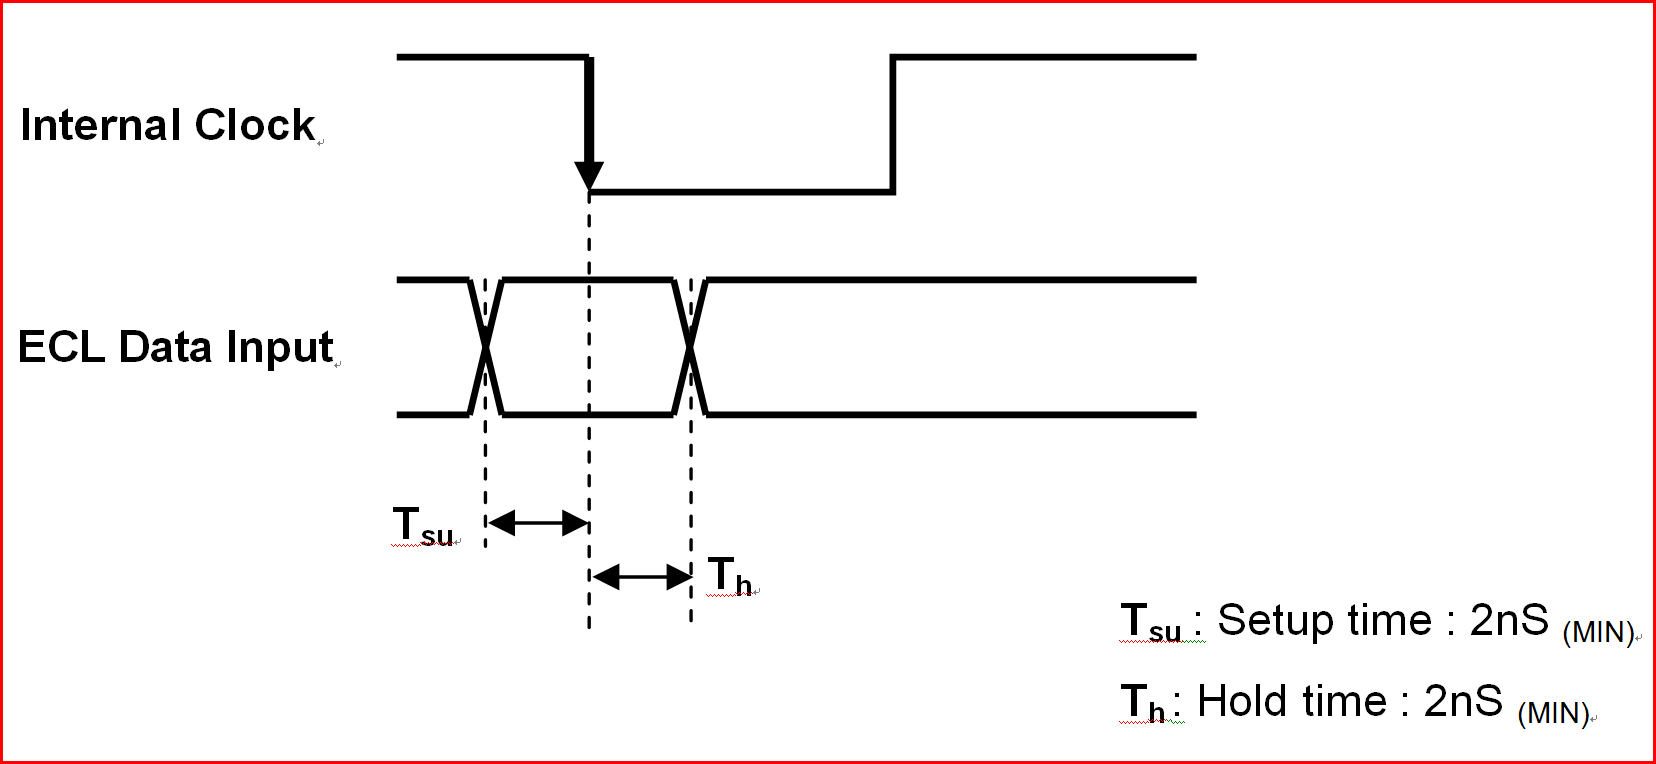 Internal Clock
ECL Data Input
Tsu
Th
Tsu : Setup time : 2nS (MIN)
Th : Hold time : 2nS (MIN)